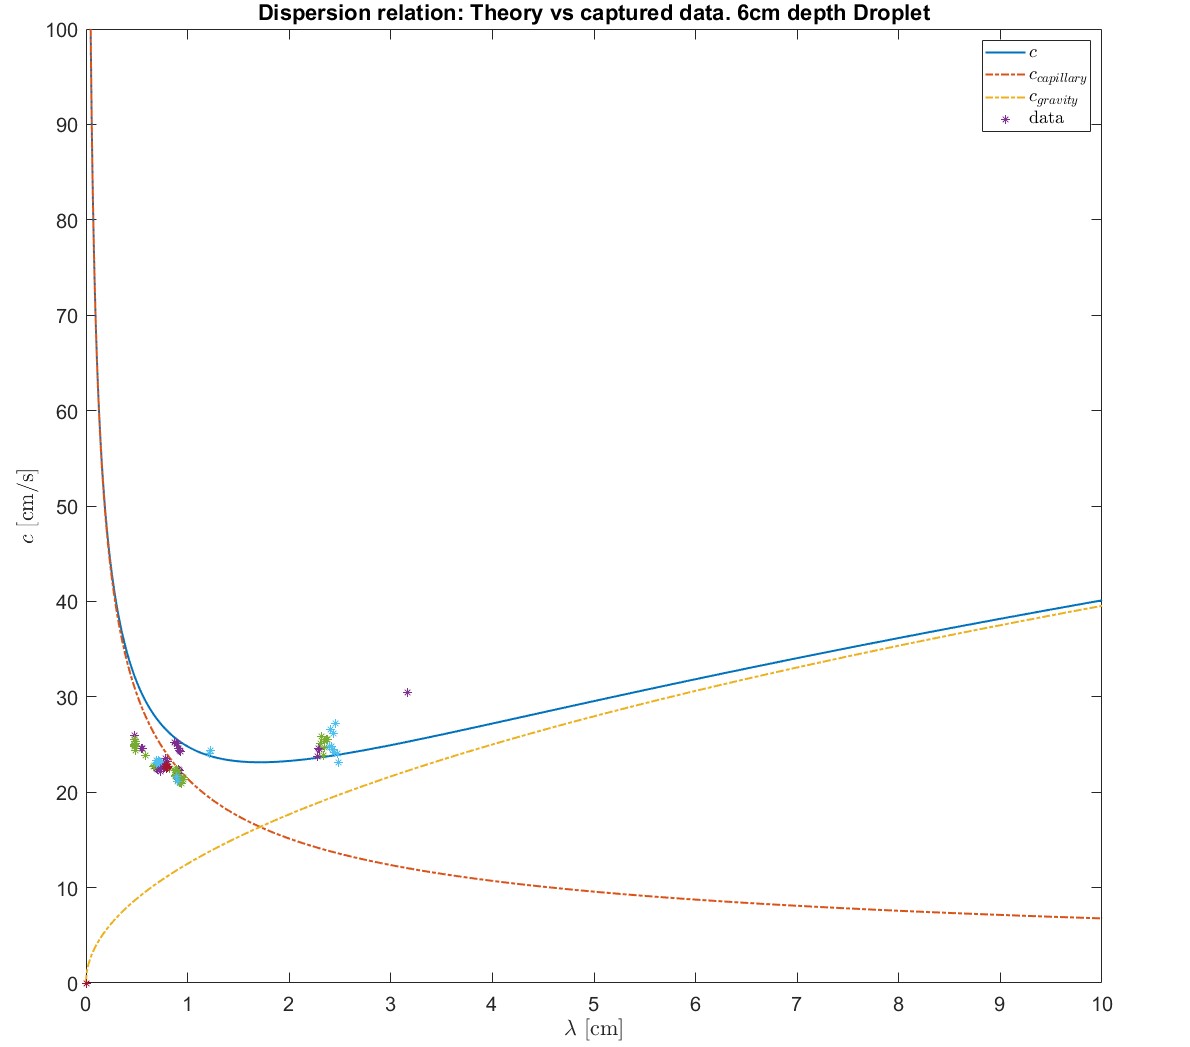 Dispersion relation: Theory vs captured data. 6cm depth Droplet
100
90
80
70
60
50
40
30
20
10
0
c [cm/s]
c
c_capillary
c_gravity
data
0 1 2 3 4 5 6 7 8 9 10
λ [cm]